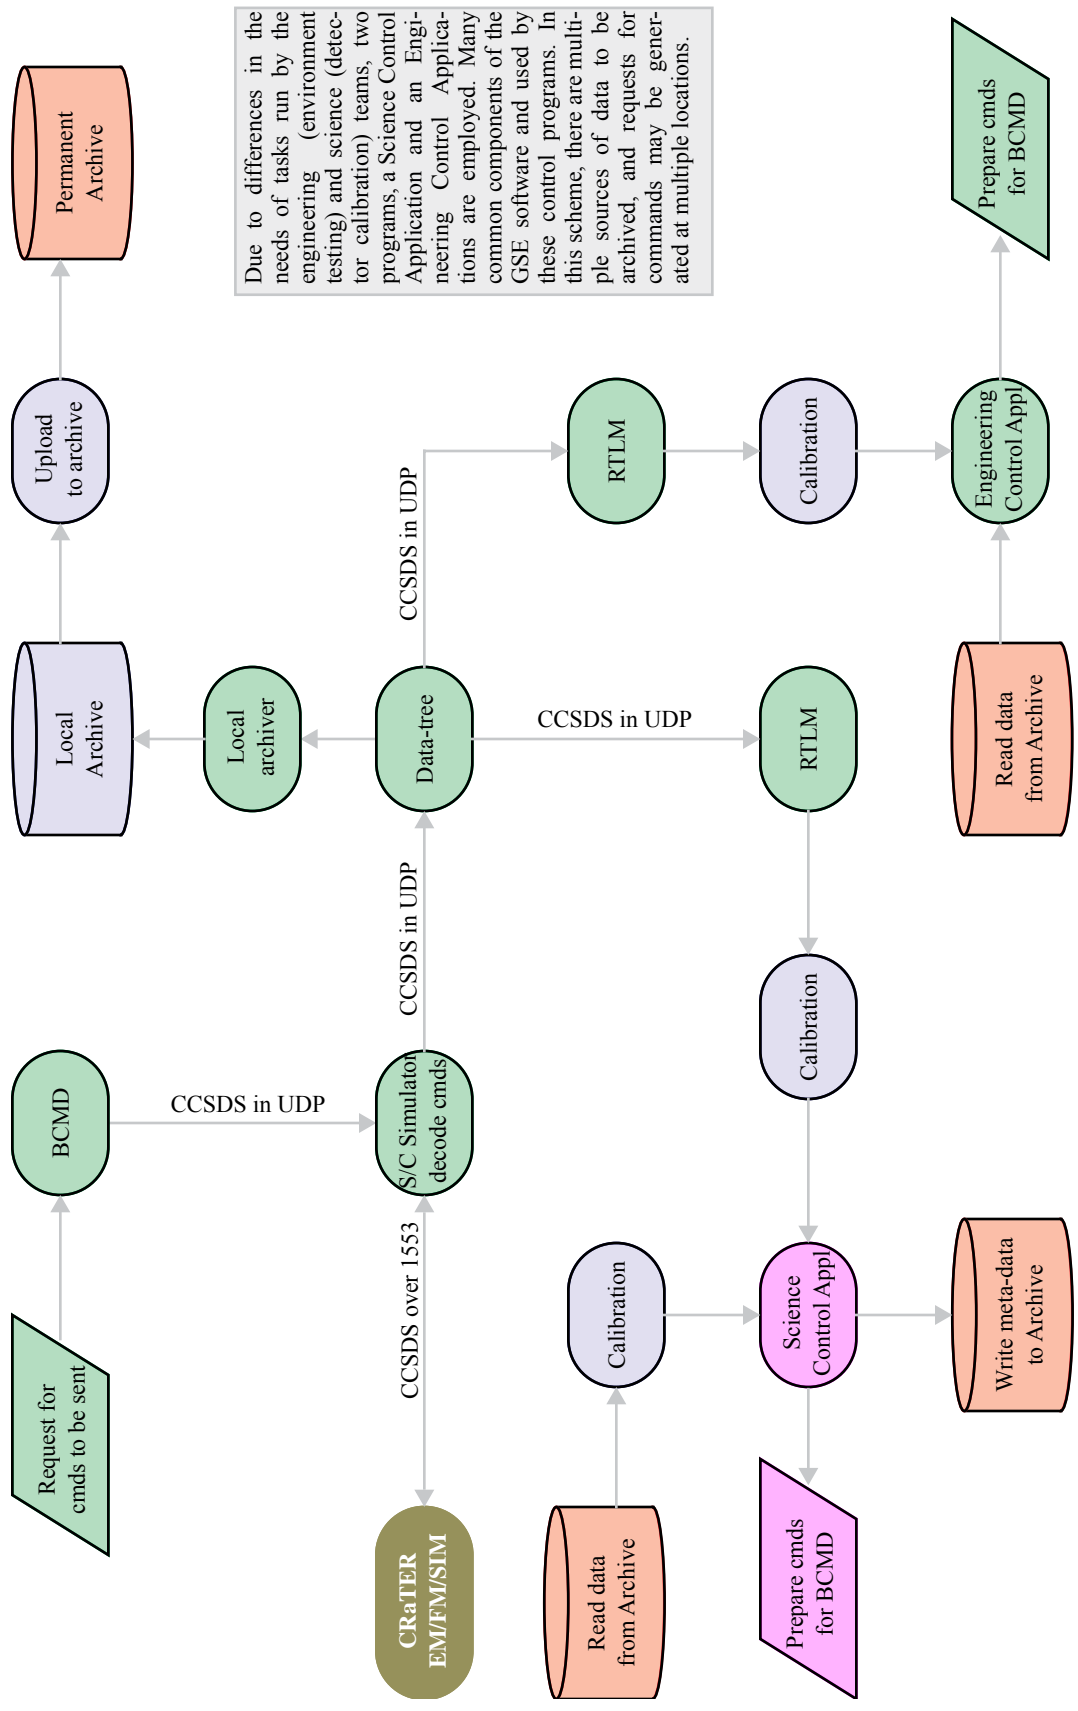 Request for
cmds to be sent
BCMD
Local
Archive
Upload
to archive
Permanent
Archive
CCSDS in UDP
Local
archiver
Due to differences in the
needs of tasks run by the
engineering (environment
testing) and science (detec-
tor calibration) teams, two
programs, a Science Control
Application and an Engi-
neering Control Applica-
tions are employed. Many
common components of the
GSE software and used by
these control programs. In
this scheme, there are multi-
ple sources of data to be
archived, and requests for
commands may be gener-
ated at multiple locations.
CRaTER
EM/FM/SIM
CCSDS over 1553
S/C Simulator
decode cmds
CCSDS in UDP
Data-tree
CCSDS in UDP
Read data
from Archive
Calibration
CCSDS in UDP
RTLM
Prepare cmds
for BCMD
Science
Control Appl
Calibration
RTLM
Calibration
Write meta-data
to Archive
Read data
from Archive
Engineering
Control Appl
Prepare cmds
for BCMD